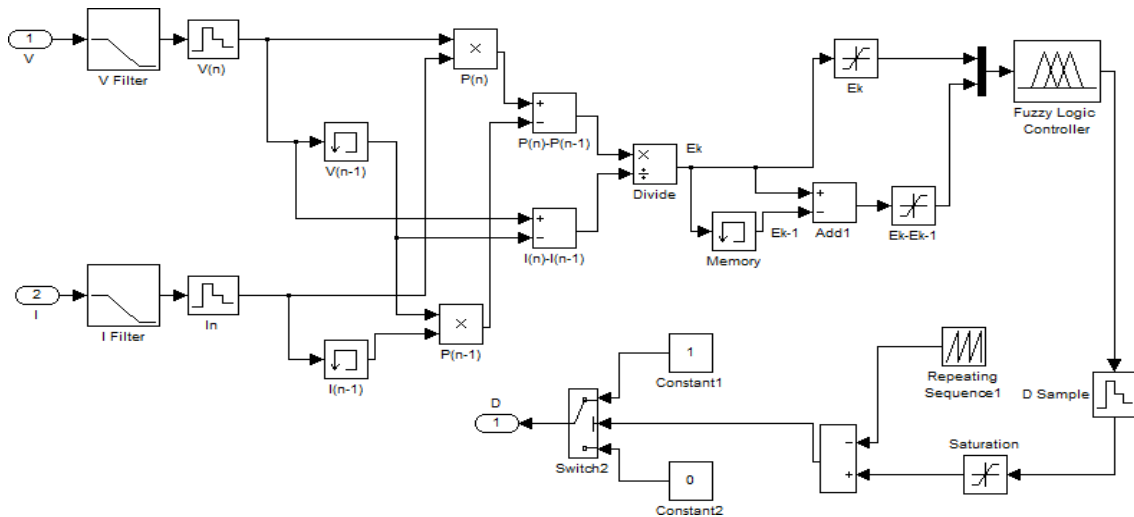 1
V
V Filter
V(n)
P(n)
Ek
Fuzzy Logic
Controller
V(n-1)
P(n)-P(n-1)
×
÷
Divide
Ek
+
−
+
−
I(n)-I(n-1)
Memory
Ek-1
+
−
Add1
Ek-Ek-1
2
I
I Filter
In
I(n-1)
×
P(n-1)
×
1
Constant1
Repeating
Sequence1
D Sample
D
1
Switch2
−
+
Saturation
0
Constant2